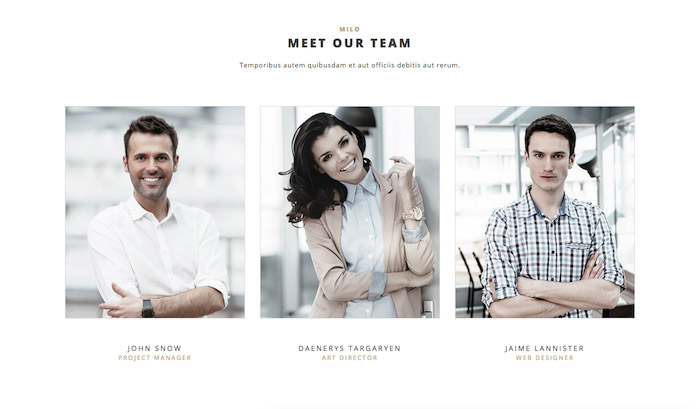 MILO
MEET OUR TEAM
Temporibus autem quibusdam et aut officiis debitis aut rerum.
JOHN SNOW
PROJECT MANAGER
DAENERYS TARGARYEN
ART DIRECTOR
JAIME LANNISTER
WEB DESIGNER